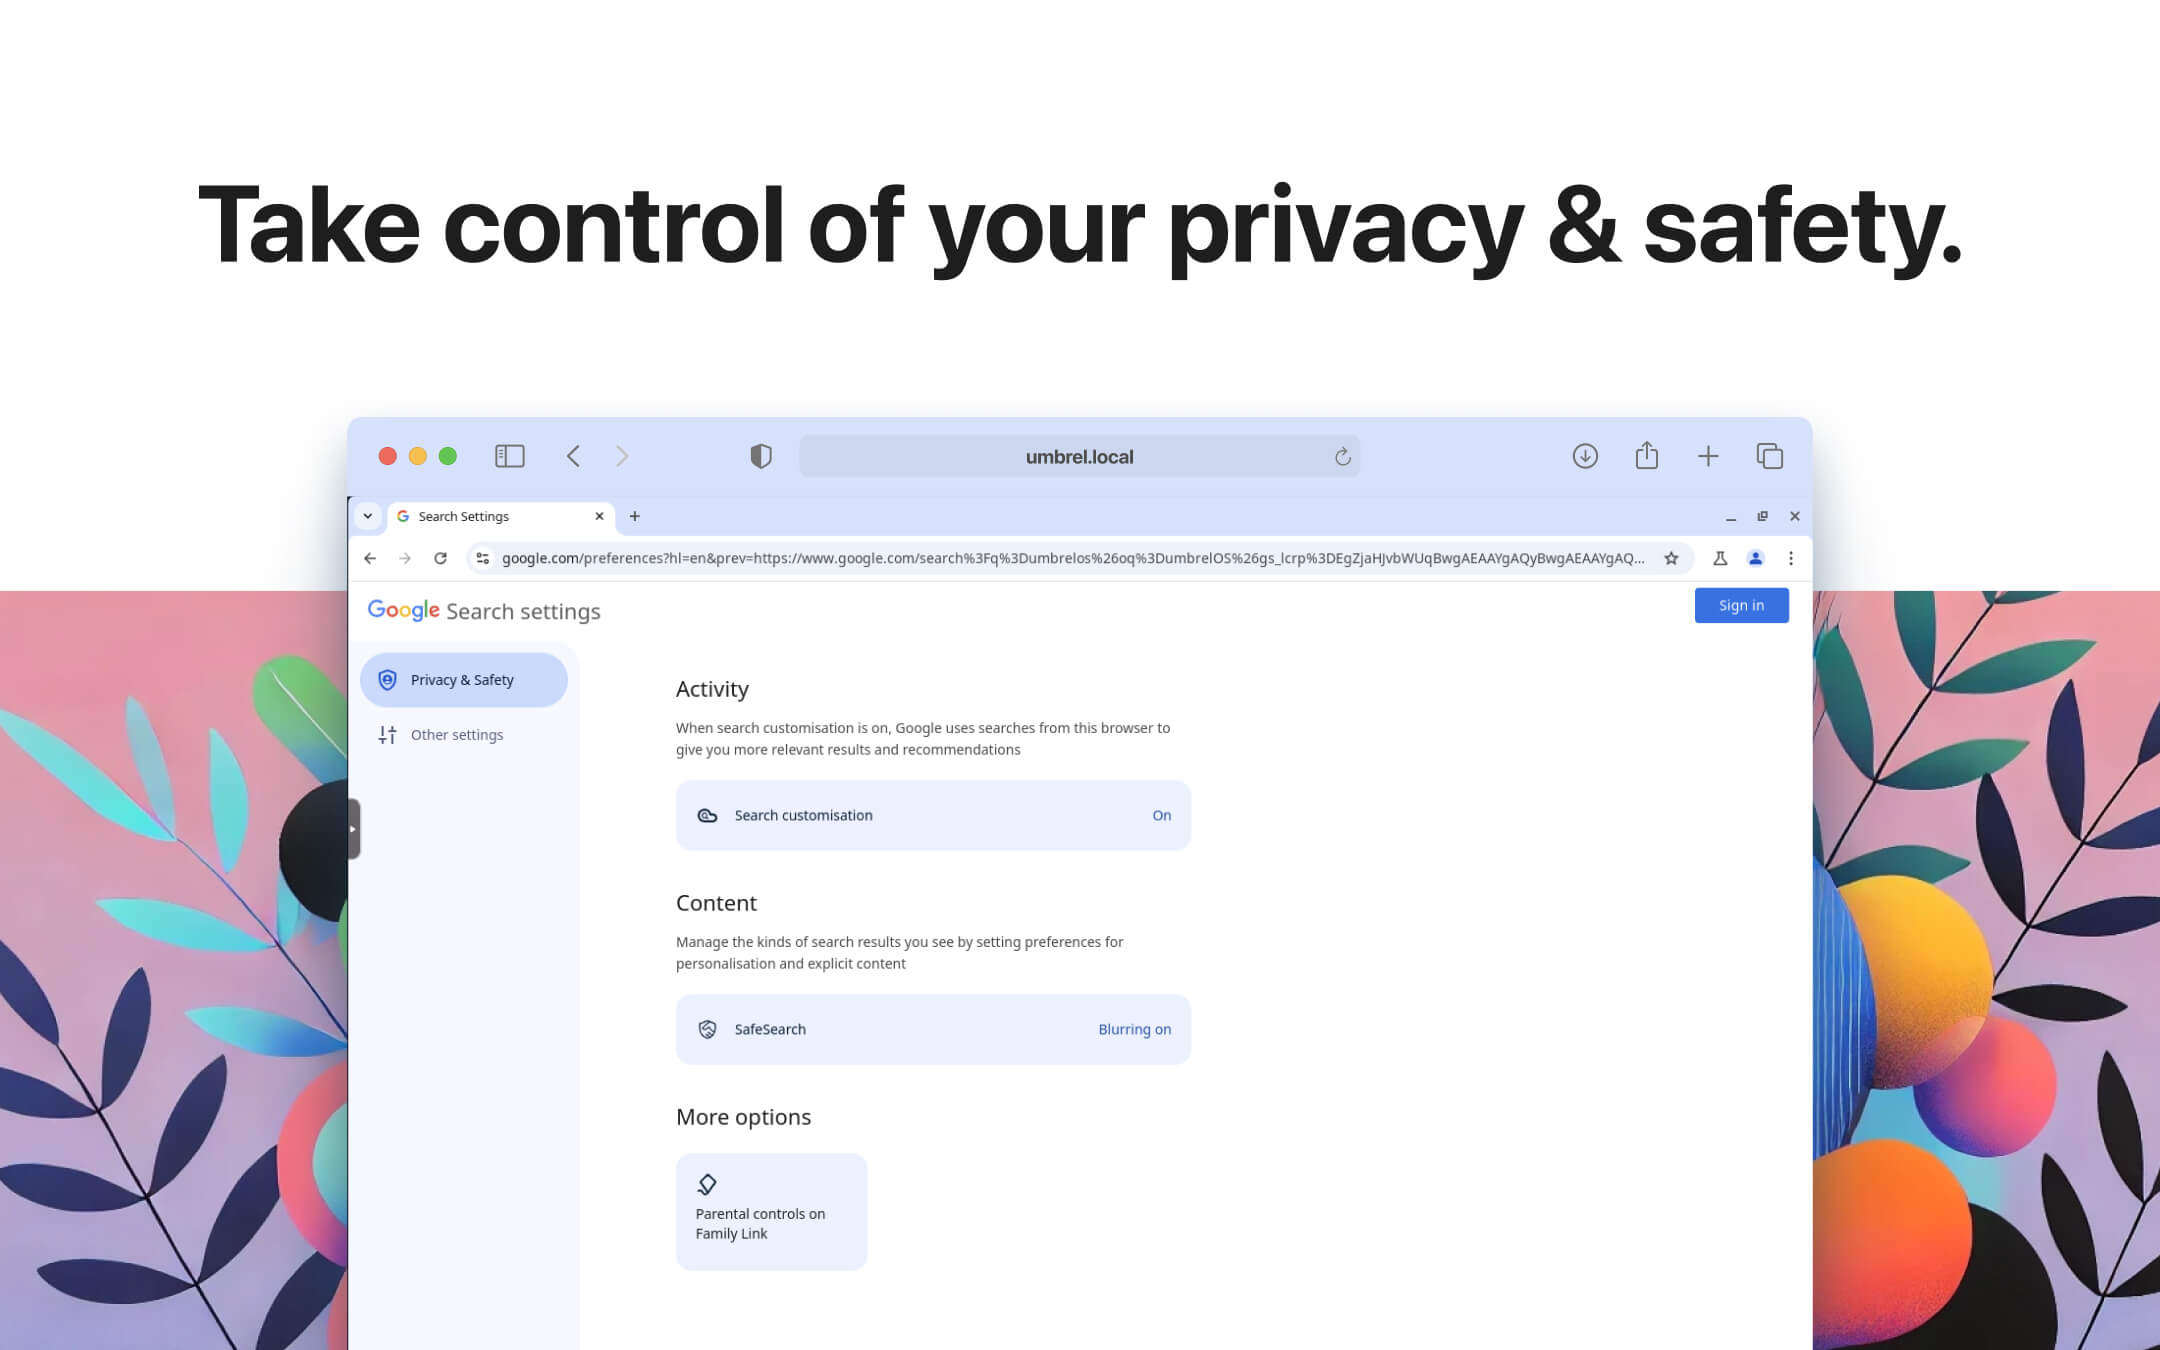 Take control of your privacy & safety.
umbrel.local
Search Settings
google.com/preferences?hl=en&prev=https://www.google.com/search%3Fq%3Dumbrelos%26oq%3DumbrelOS%26gs_lcrp%3DEgZjaHJvbWUqBwgAEAAYgAQyBwgAEAAYgAQ...
Google Search settings
Sign in
Privacy & Safety
Other settings
Activity
When search customisation is on, Google uses searches from this browser to
give you more relevant results and recommendations
Search customisation On
Content
Manage the kinds of search results you see by setting preferences for
personalisation and explicit content
SafeSearch Blurring on
More options
Parental controls on
Family Link